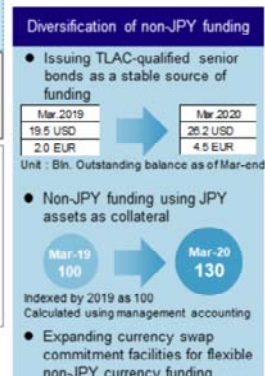 Diversification of non-JPY funding
● Issuing TLAC-qualified senior
bonds as a stable source of
funding
Mar.2019 Mar.2020
19.5 USD 26.2 USD
2.0 EUR 4.5 EUR
Unit : Bln. Outstanding balance as of Mar-end
● Non-JPY funding using JPY
assets as collateral
Mar-19 Mar-20
100 130
Indexed by 2019 as 100
Calculated using management accounting
● Expanding currency swap
commitment facilities for flexible
non-JPY currency funding